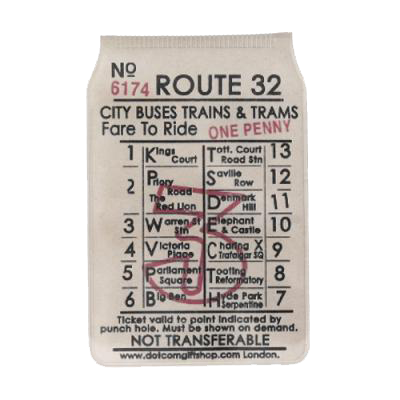 No
6174 ROUTE 32
CITY BUSES TRAINS & TRAMS
Fare To Ride ONE PENNY
1 Kings Court Tott. Court Road Stn 13
2 Priory Road Saville Row 12
The Red Lion Denmark Hill 11
3 Warren St Stn Elephant & Castle 10
4 Victoria Place Charing X Trafalgar SQ 9
5 Parliament Square Tooting Reformatory 8
6 Big Ben Hyde Park Serpentine 7
3
Ticket valid to point indicated by
punch hole. Must be shown on demand.
NOT TRANSFERABLE
www.dotcomgiftshop.com London.